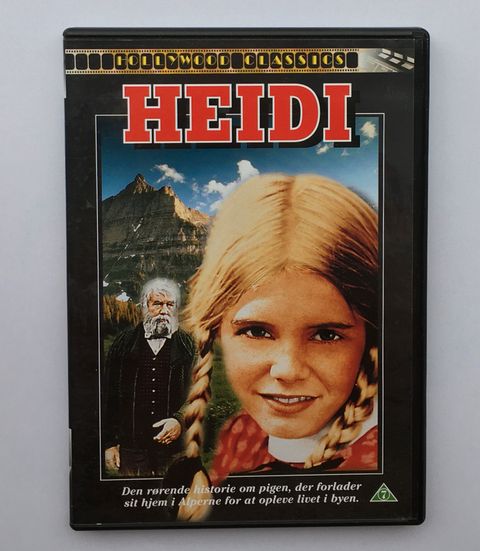 HOLLYWOOD CLASSICS
HEIDI
Den rørende historie om pigen, der forlader
sit hjem i Alperne for at opleve livet i byen.
7